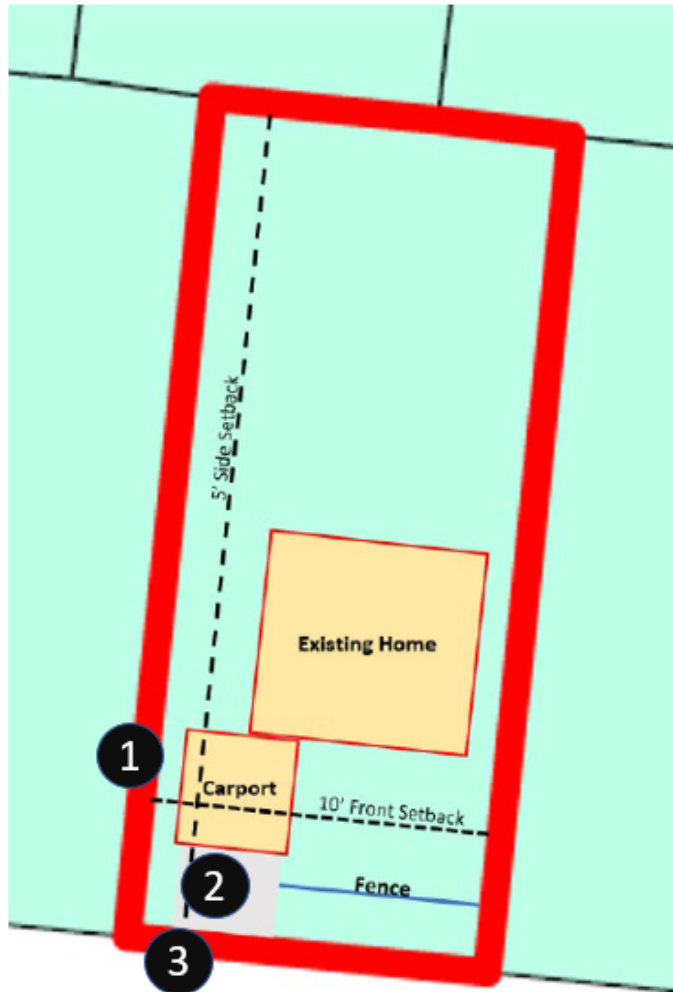 5' Side Setback
Existing Home
1
Carport
10' Front Setback
2
Fence
3